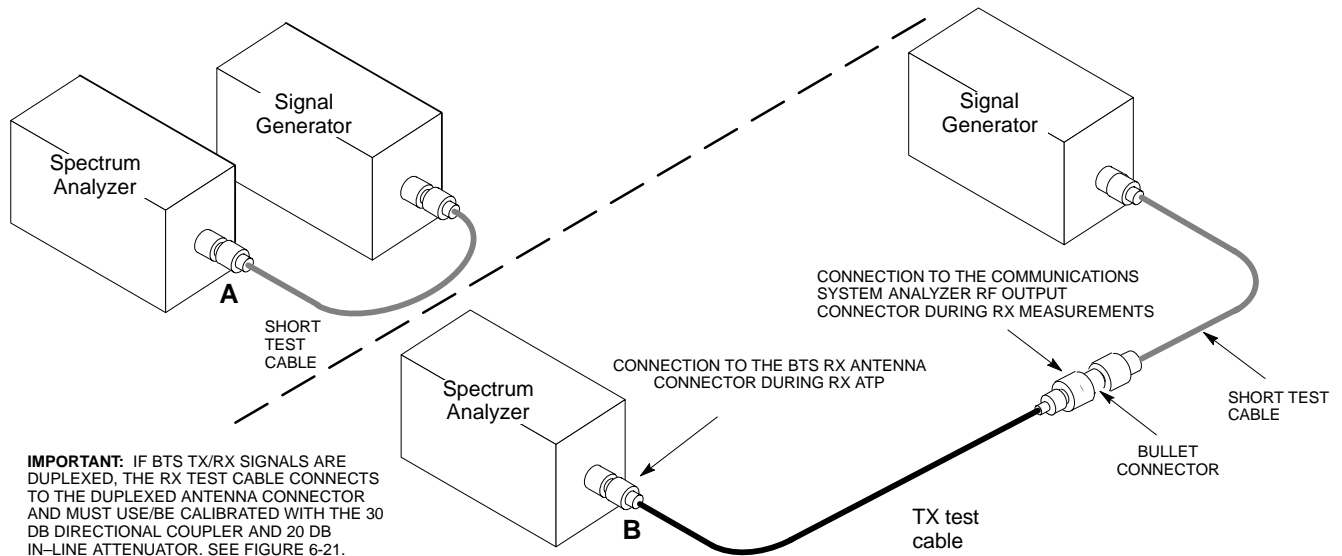 Signal
Generator
Spectrum
Analyzer
A
SHORT
TEST
CABLE
Signal
Generator
CONNECTION TO THE COMMUNICATIONS
SYSTEM ANALYZER RF OUTPUT
CONNECTOR DURING RX MEASUREMENTS
CONNECTION TO THE BTS RX ANTENNA
CONNECTOR DURING RX ATP
Spectrum
Analyzer
SHORT TEST
CABLE
BULLET
CONNECTOR
B
TX test
cable
IMPORTANT: IF BTS TX/RX SIGNALS ARE
DUPLEXED, THE RX TEST CABLE CONNECTS
TO THE DUPLEXED ANTENNA CONNECTOR
AND MUST USE/BE CALIBRATED WITH THE 30
DB DIRECTIONAL COUPLER AND 20 DB
IN–LINE ATTENUATOR. SEE FIGURE 6-21.